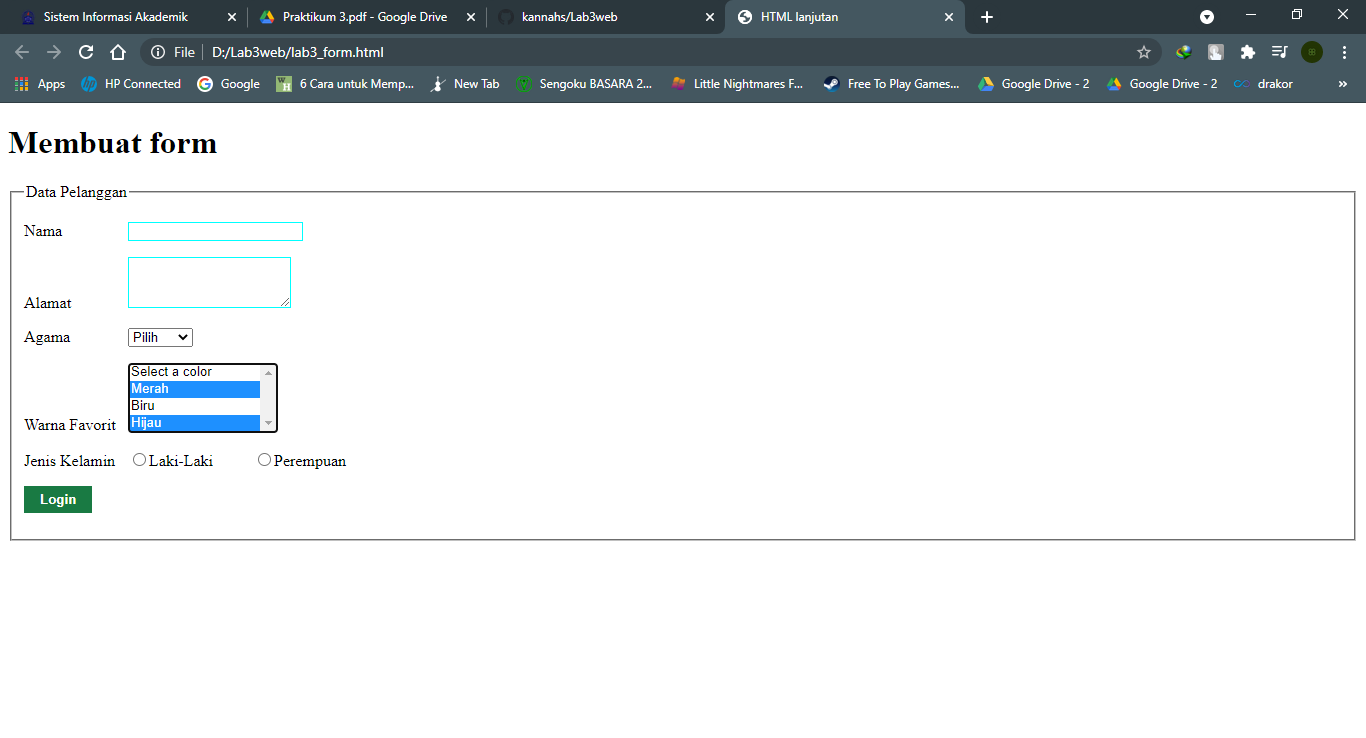 Sistem Informasi Akademik
Praktikum 3.pdf - Google Drive
kannahs/Lab3web
HTML lanjutan
File D:/Lab3web/lab3_form.html
Apps HP Connected Google 6 Cara untuk Memp... New Tab Sengoku BASARA 2... Little Nightmares F... Free To Play Games... Google Drive - 2 Google Drive - 2 drakor »
Membuat form
Data Pelanggan
Nama
Alamat
Agama Pilih
Select a color
Merah
Biru
Hijau
Warna Favorit
Jenis Kelamin Laki-Laki Perempuan
Login